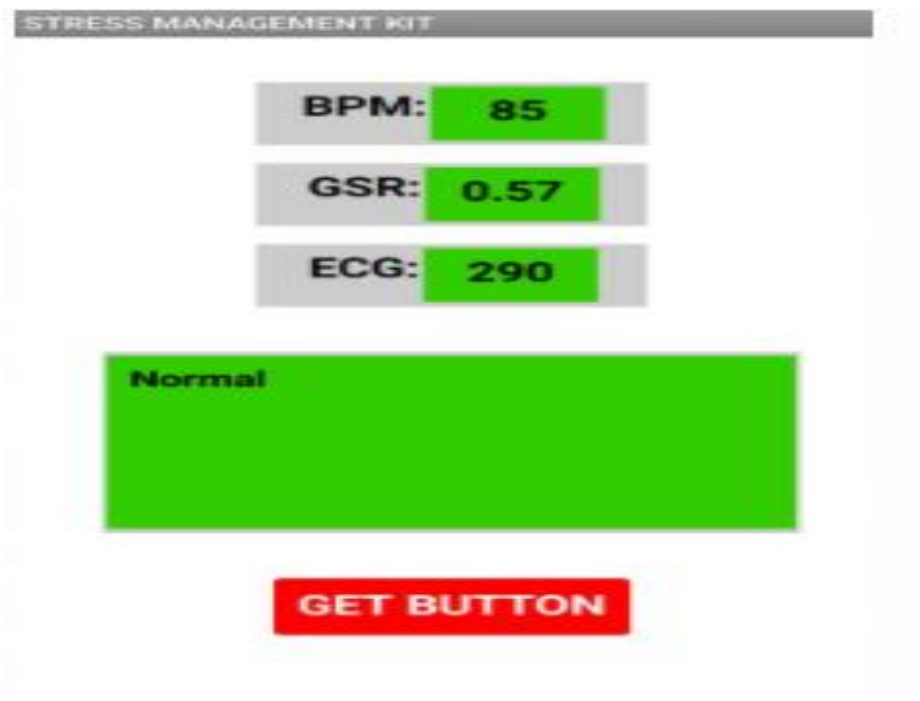 STRESS MANAGEMENT KIT
BPM: 85
GSR: 0.57
ECG: 290
Normal
GET BUTTON